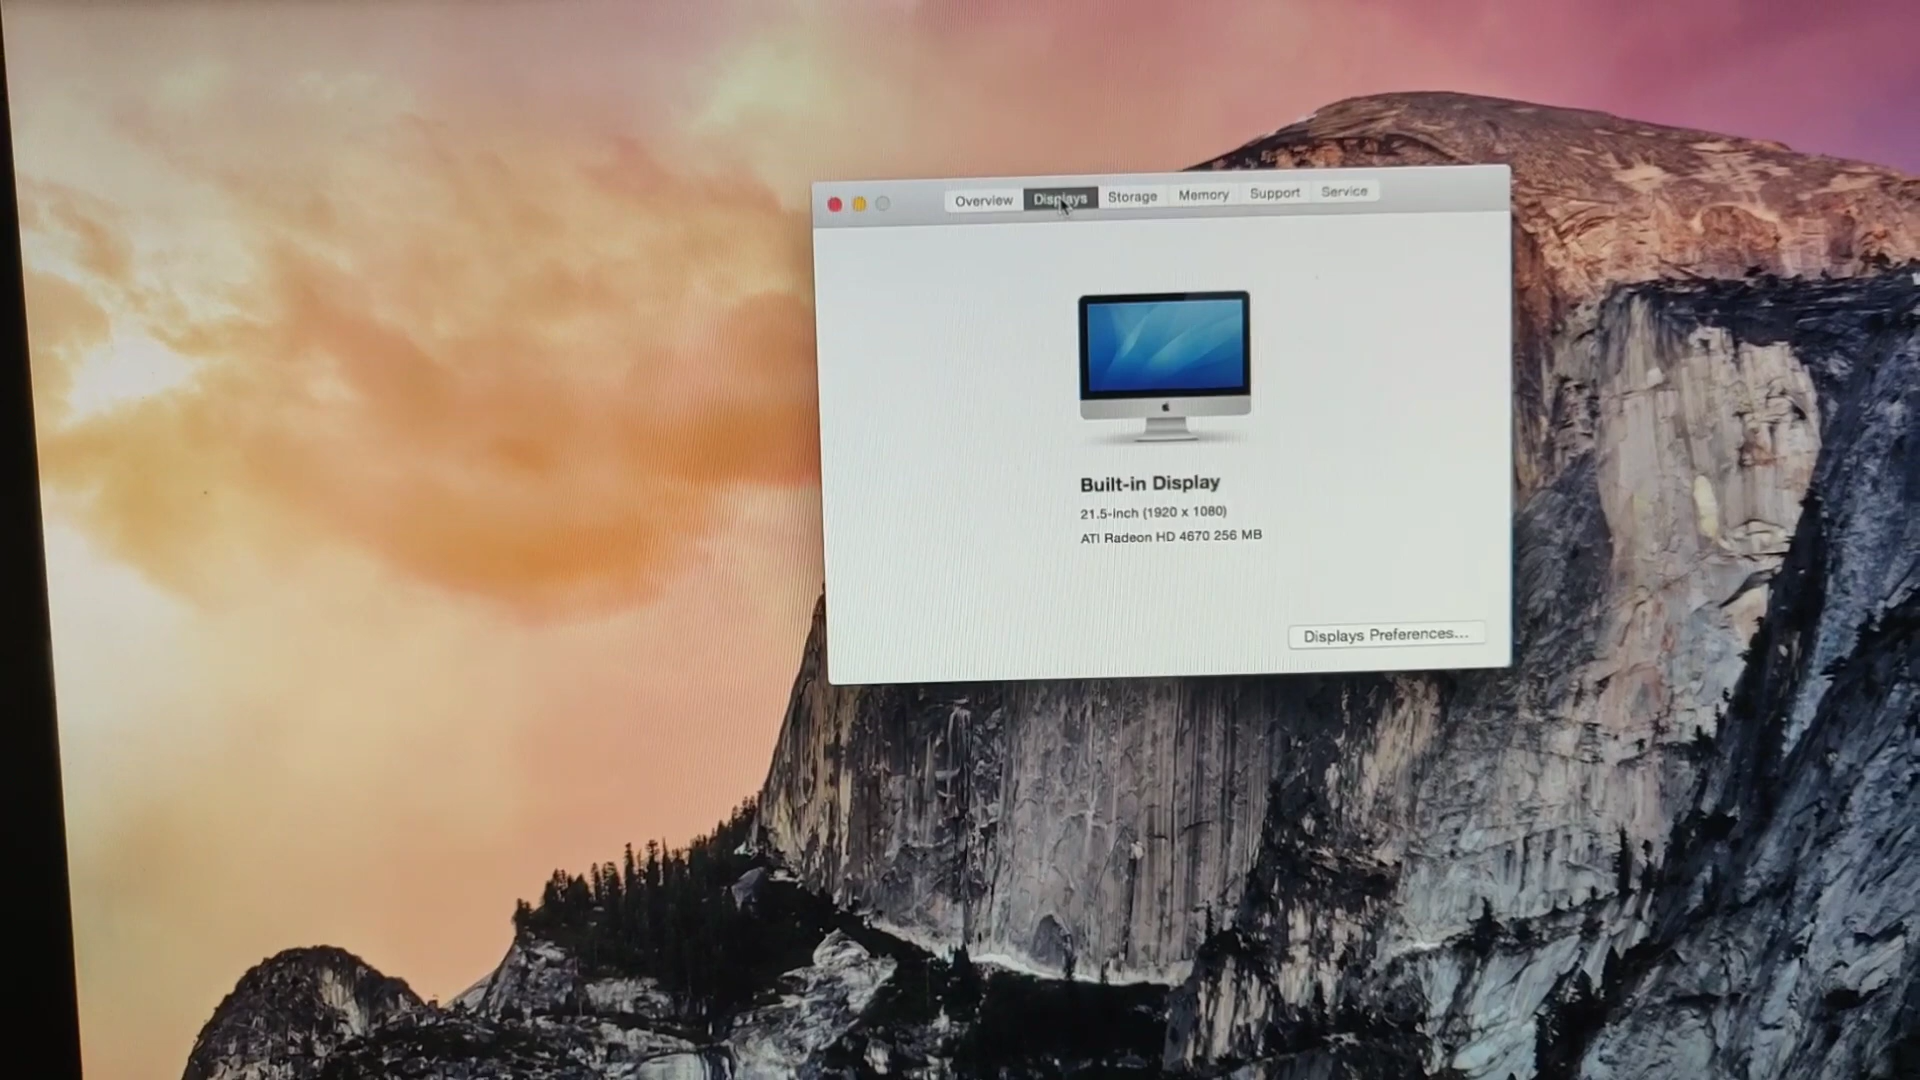 Overview Displays Storage Memory Support Service
Built-in Display
21.5-inch (1920 x 1080)
ATI Radeon HD 4670 256 MB
Displays Preferences...